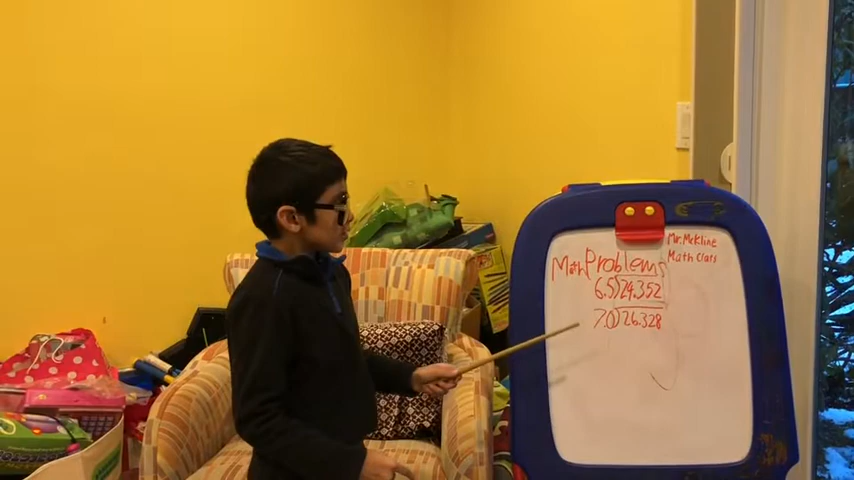 Mr. Mekline
Math Class
Math Problems
6.5)24.352
7.0)26.328